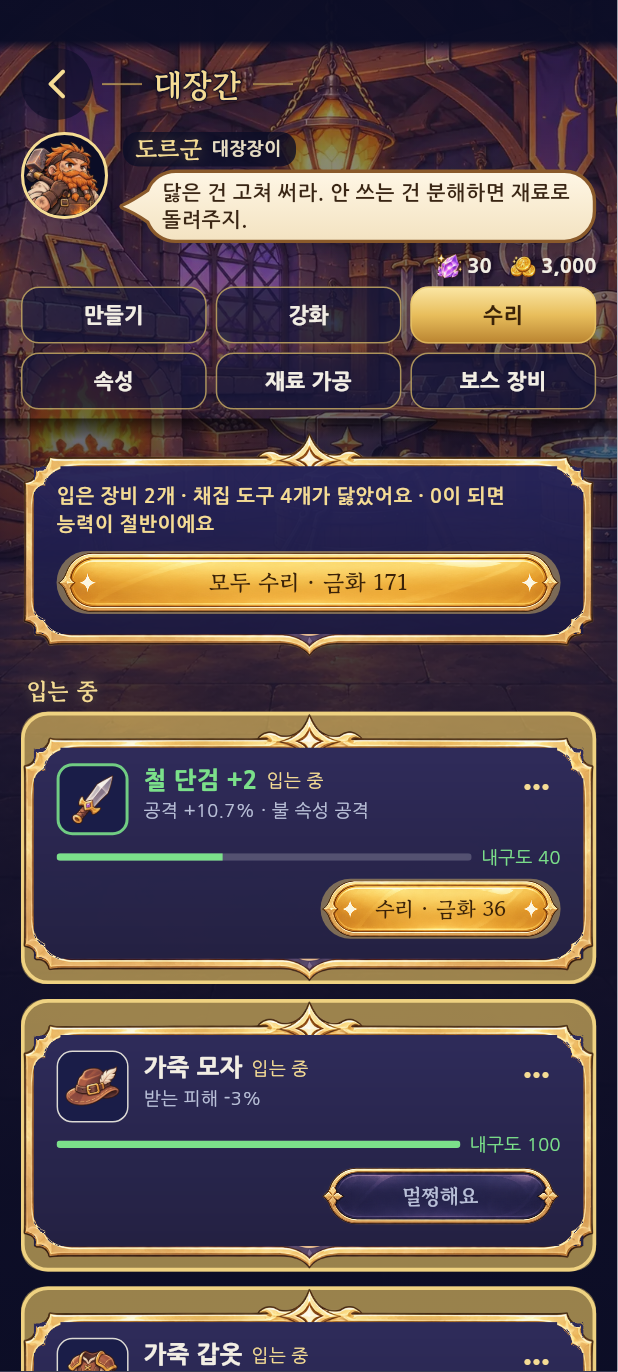 대장간
도르군 대장장이
닳은 건 고쳐 써라. 안 쓰는 건 분해하면 재료로
돌려주지.
30 3,000
만들기 강화 수리
속성 재료 가공 보스 장비
입은 장비 2개 · 채집 도구 4개가 닳았어요 · 0이 되면
능력이 절반이에요
모두 수리 · 금화 171
입는 중
철 단검 +2 입는 중
공격 +10.7% · 불 속성 공격
내구도 40
수리 · 금화 36
가죽 모자 입는 중
받는 피해 -3%
내구도 100
멀쩡해요
가죽 갑옷 입는 중